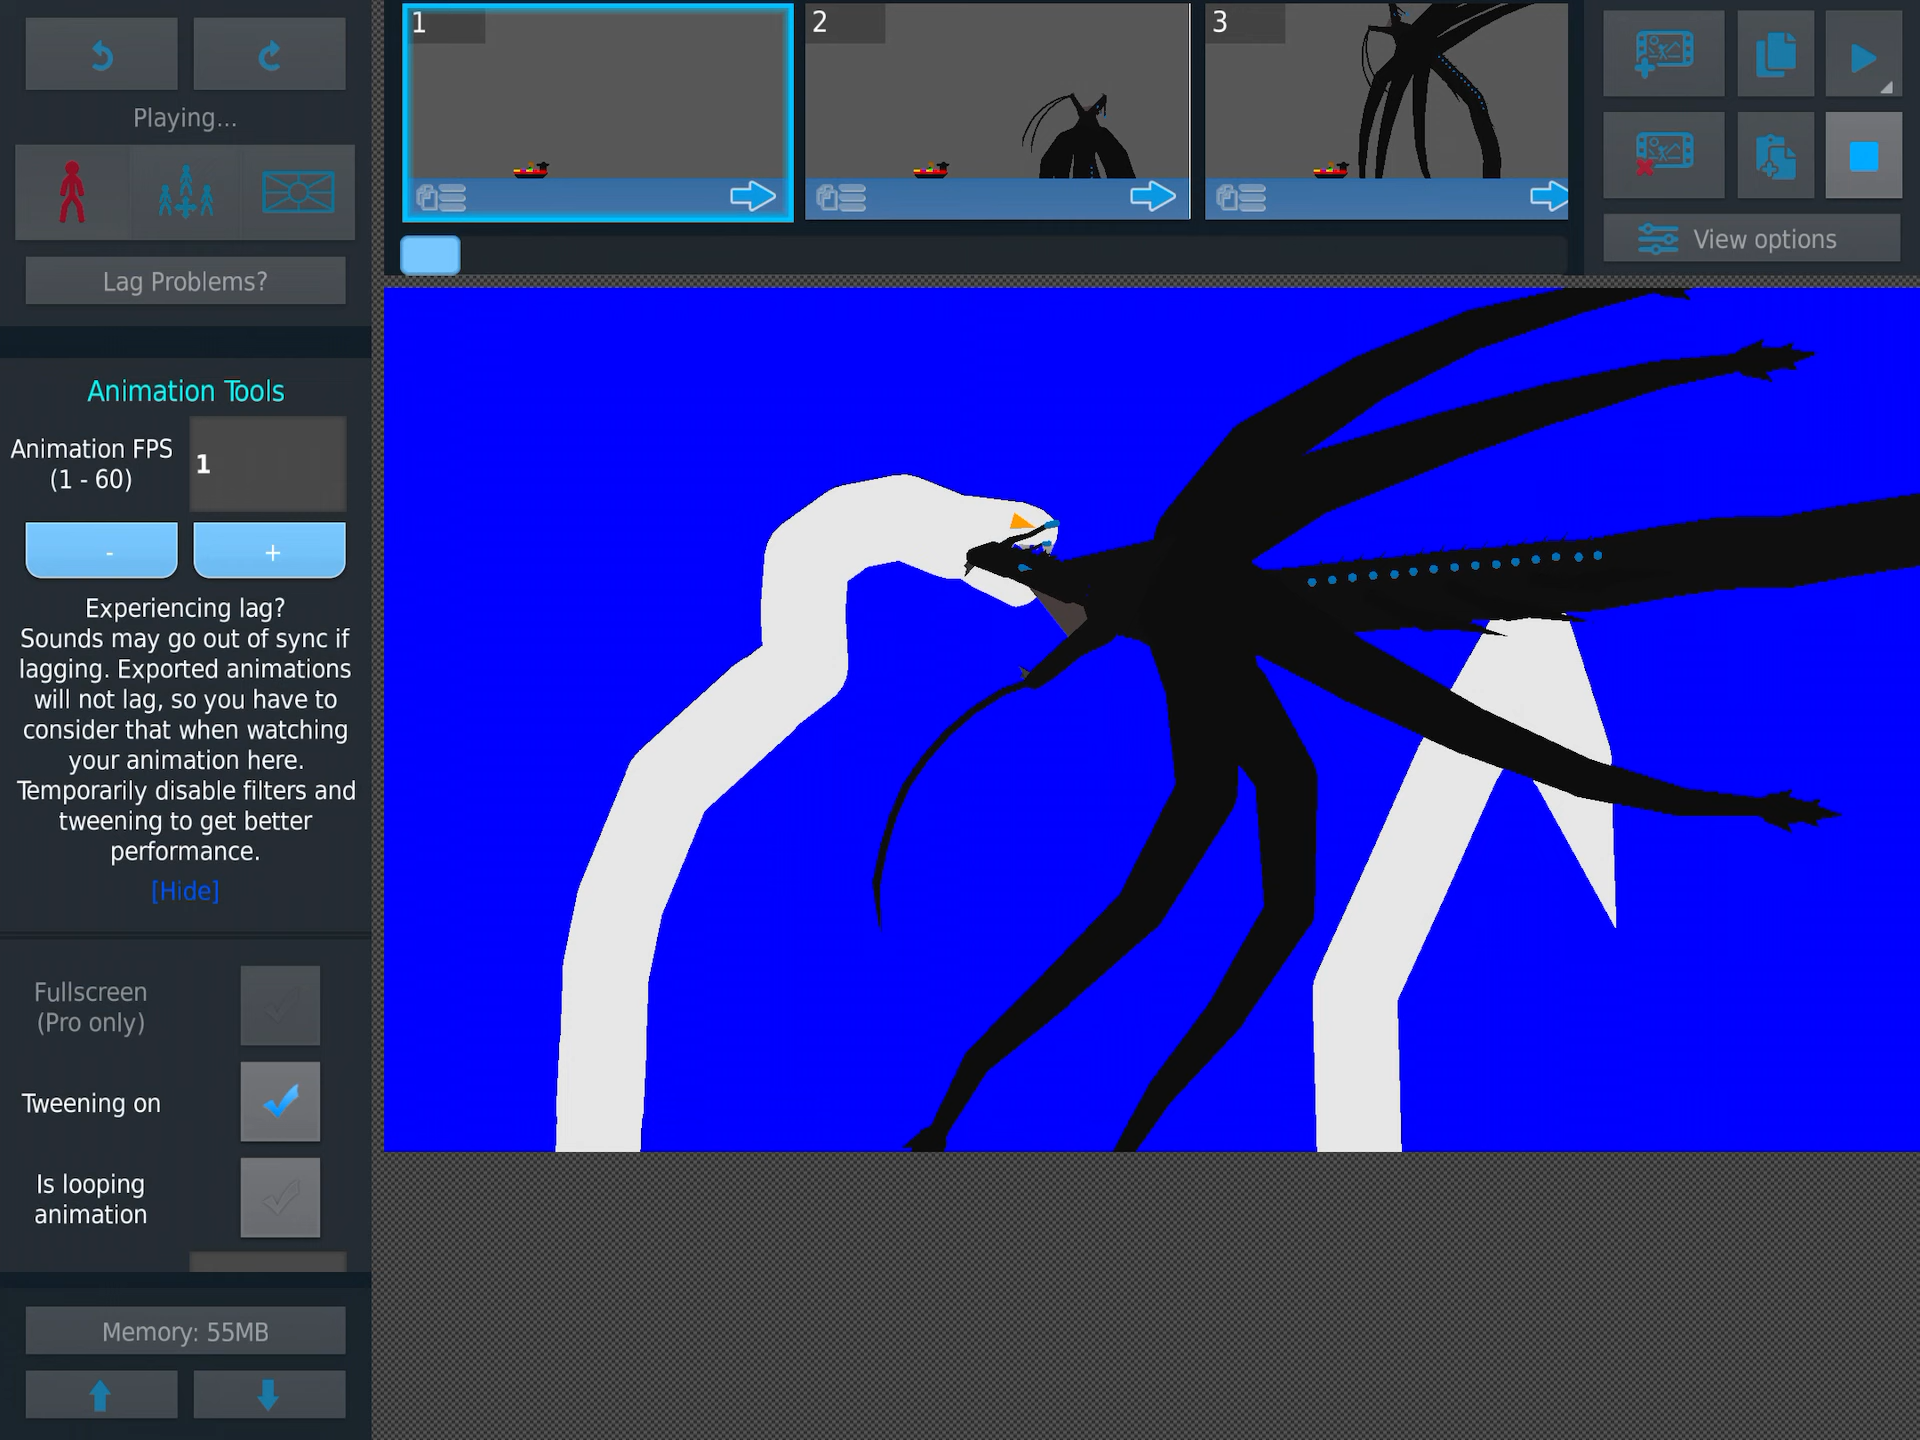 Playing...
Lag Problems?
Animation Tools
Animation FPS
(1 - 60)
1
-
+
Experiencing lag?
Sounds may go out of sync if
lagging. Exported animations
will not lag, so you have to
consider that when watching
your animation here.
Temporarily disable filters and
tweening to get better
performance.
[Hide]
Fullscreen
(Pro only)
Tweening on
Is looping
animation
Memory: 55MB
1
2
3
View options